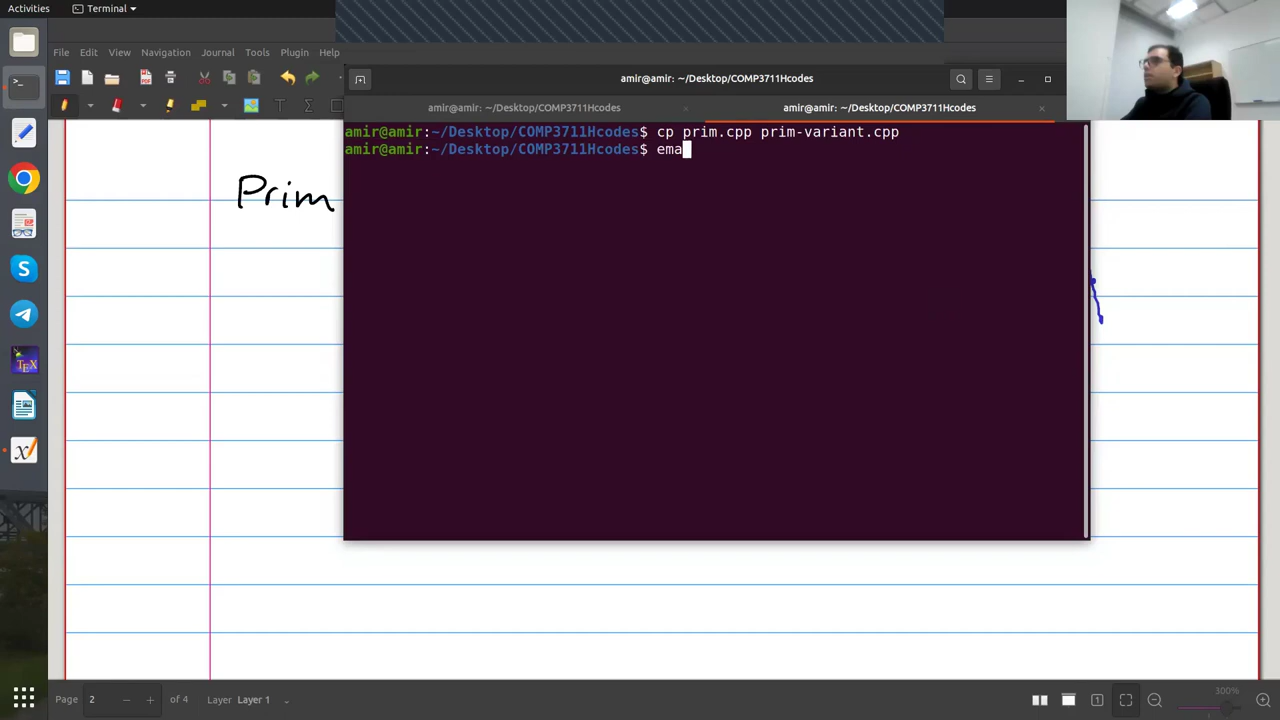 Activities
Terminal
File Edit View Navigation Journal Tools Plugin Help
amir@amir: ~/Desktop/COMP3711Hcodes
amir@amir: ~/Desktop/COMP3711Hcodes
amir@amir: ~/Desktop/COMP3711Hcodes
amir@amir:~/Desktop/COMP3711Hcodes$ cp prim.cpp prim-variant.cpp
amir@amir:~/Desktop/COMP3711Hcodes$ ema
Prim
Page 2 of 4 Layer Layer 1
300%